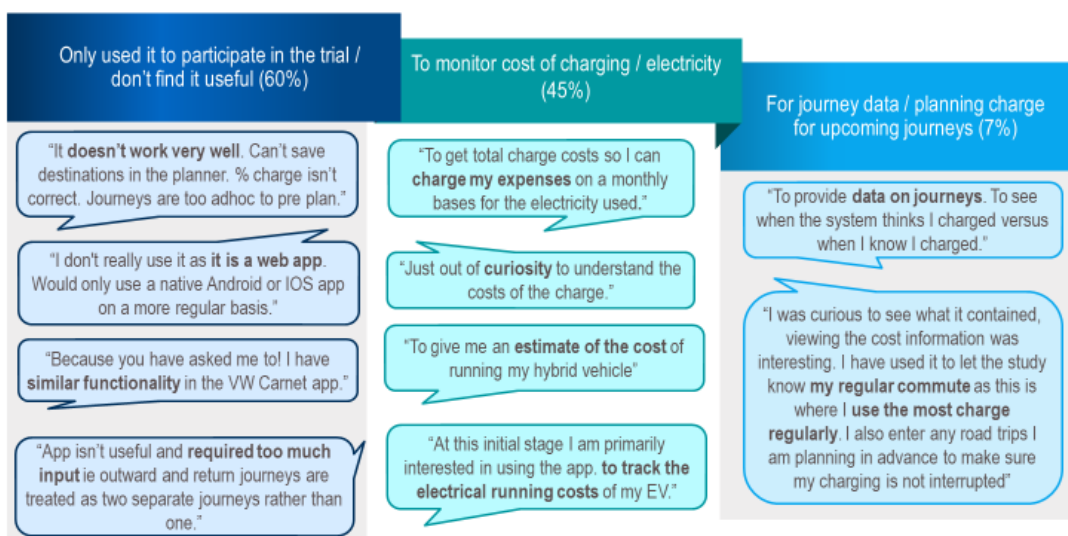 Only used it to participate in the trial /
don't find it useful (60%)
"It doesn't work very well. Can't save
destinations in the planner. % charge isn't
correct. Journeys are too adhoc to pre plan."
"I don't really use it as it is a web app.
Would only use a native Android or IOS app
on a more regular basis."
"Because you have asked me to! I have
similar functionality in the VW Carnet app."
"App isn't useful and required too much
input ie outward and return journeys are
treated as two separate journeys rather than
one."
To monitor cost of charging / electricity
(45%)
"To get total charge costs so I can
charge my expenses on a monthly
bases for the electricity used."
"Just out of curiosity to understand the
costs of the charge."
"To give me an estimate of the cost of
running my hybrid vehicle"
"At this initial stage I am primarily
interested in using the app. to track the
electrical running costs of my EV."
For journey data / planning charge
for upcoming journeys (7%)
"To provide data on journeys. To see
when the system thinks I charged versus
when I know I charged."
"I was curious to see what it contained,
viewing the cost information was
interesting. I have used it to let the study
know my regular commute as this is
where I use the most charge
regularly. I also enter any road trips I
am planning in advance to make sure
my charging is not interrupted"